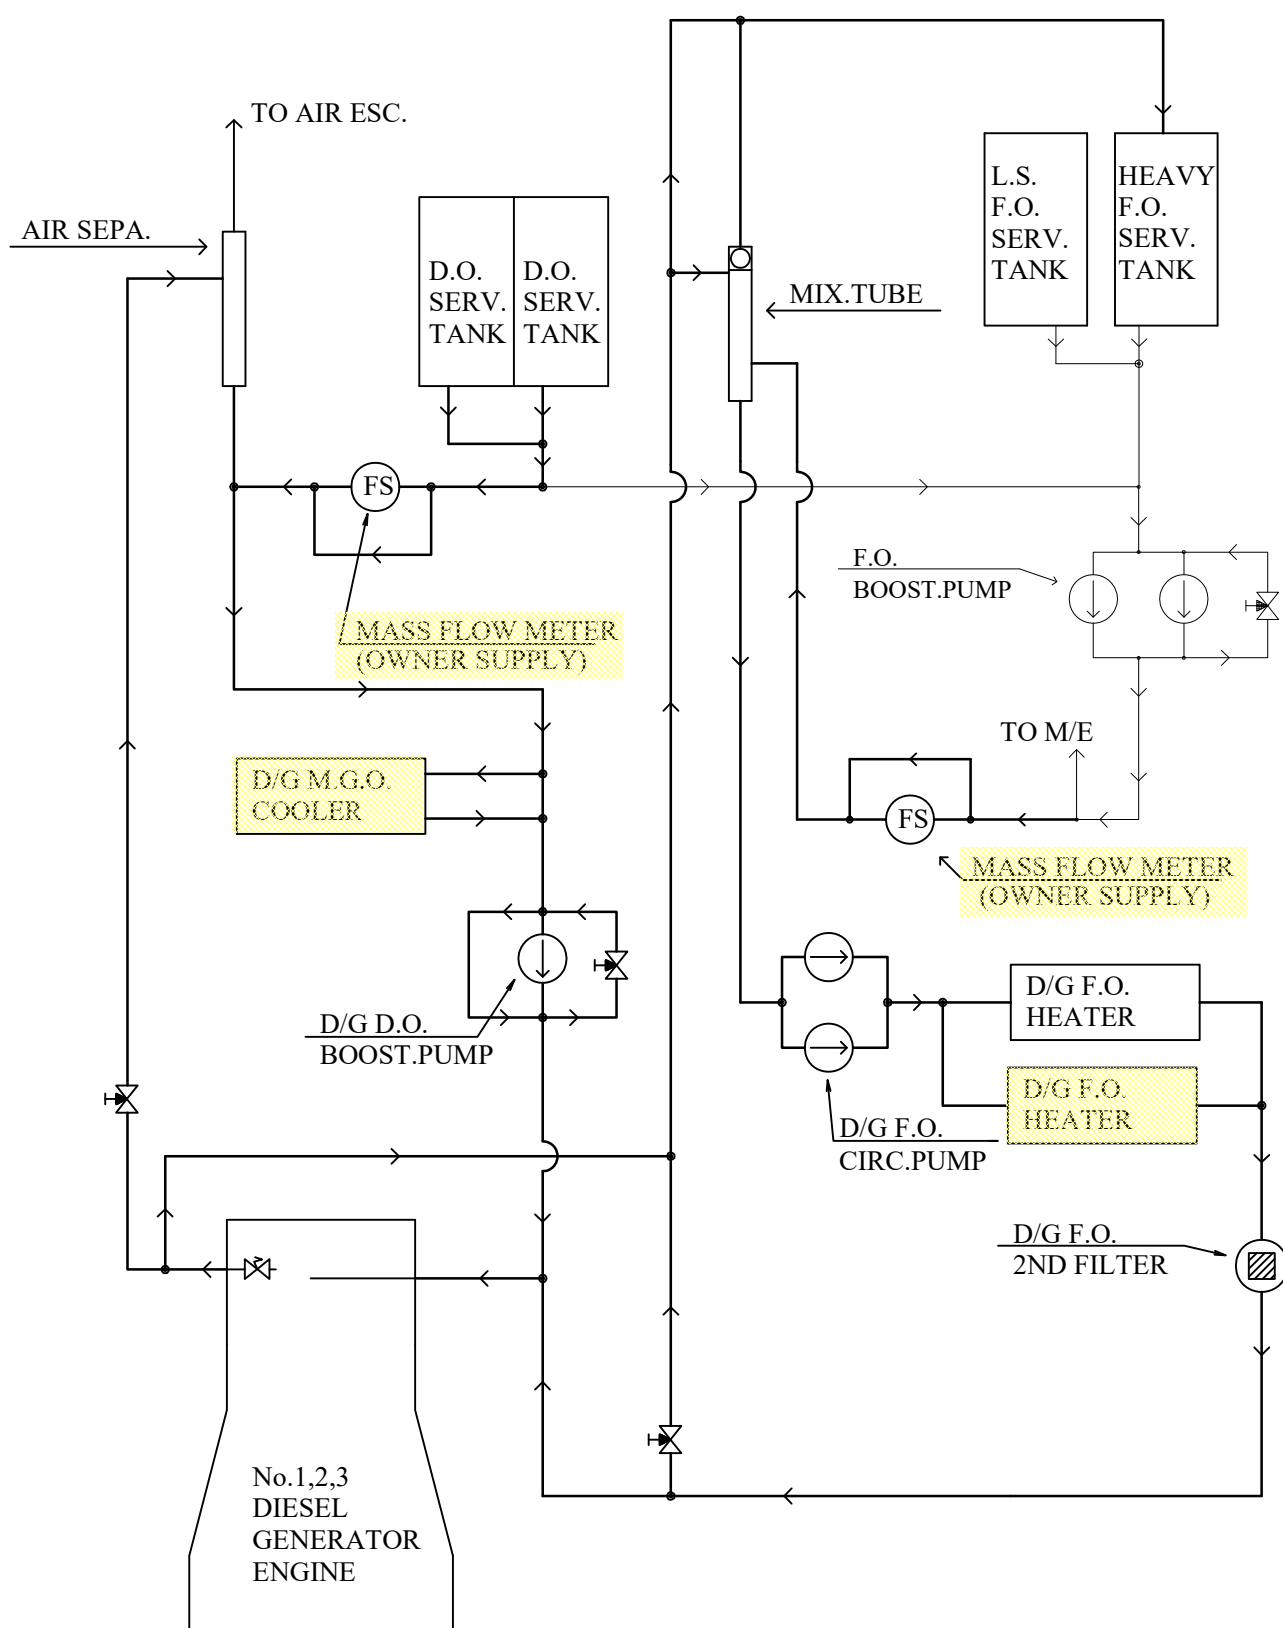 TO AIR ESC.
AIR SEPA.
D.O.
SERV.
TANK
D.O.
SERV.
TANK
L.S.
F.O.
SERV.
TANK
HEAVY
F.O.
SERV.
TANK
MIX.TUBE
FS
F.O.
BOOST.PUMP
MASS FLOW METER
(OWNER SUPPLY)
TO M/E
D/G M.G.O.
COOLER
FS
MASS FLOW METER
(OWNER SUPPLY)
D/G D.O.
BOOST.PUMP
D/G F.O.
HEATER
D/G F.O.
HEATER
D/G F.O.
CIRC.PUMP
D/G F.O.
2ND FILTER
No.1,2,3
DIESEL
GENERATOR
ENGINE